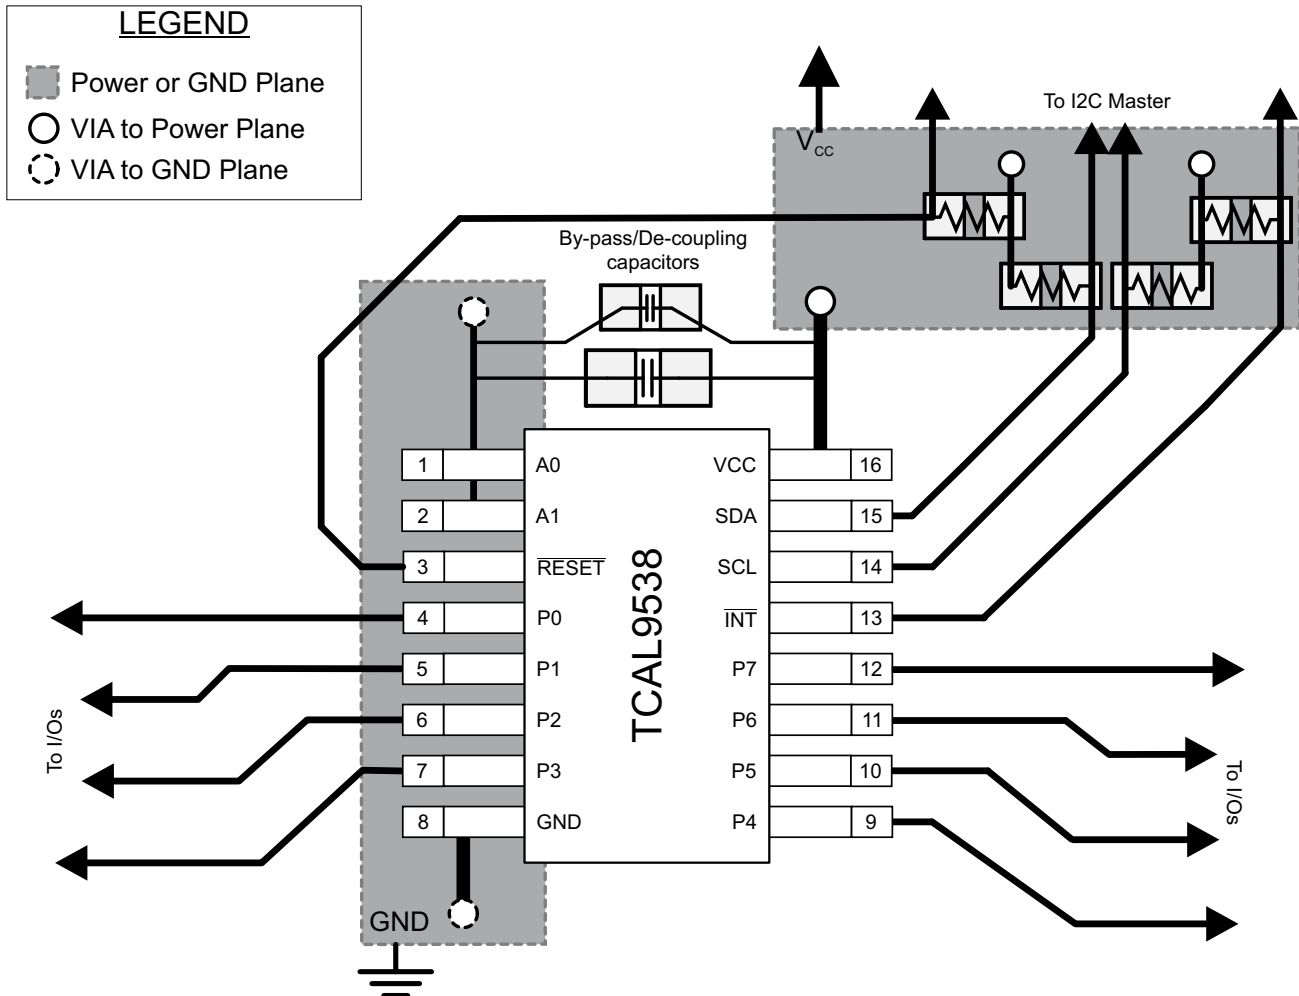 LEGEND
Power or GND Plane
VIA to Power Plane
VIA to GND Plane
To I2C Master
VCC
By-pass/De-coupling
capacitors
1 A0 VCC 16
2 A1 SDA 15
3 RESET SCL 14
4 P0 INT 13
5 P1 P7 12
6 P2 P6 11
7 P3 P5 10
8 GND P4 9
TCAL9538
To I/Os
To I/Os
GND